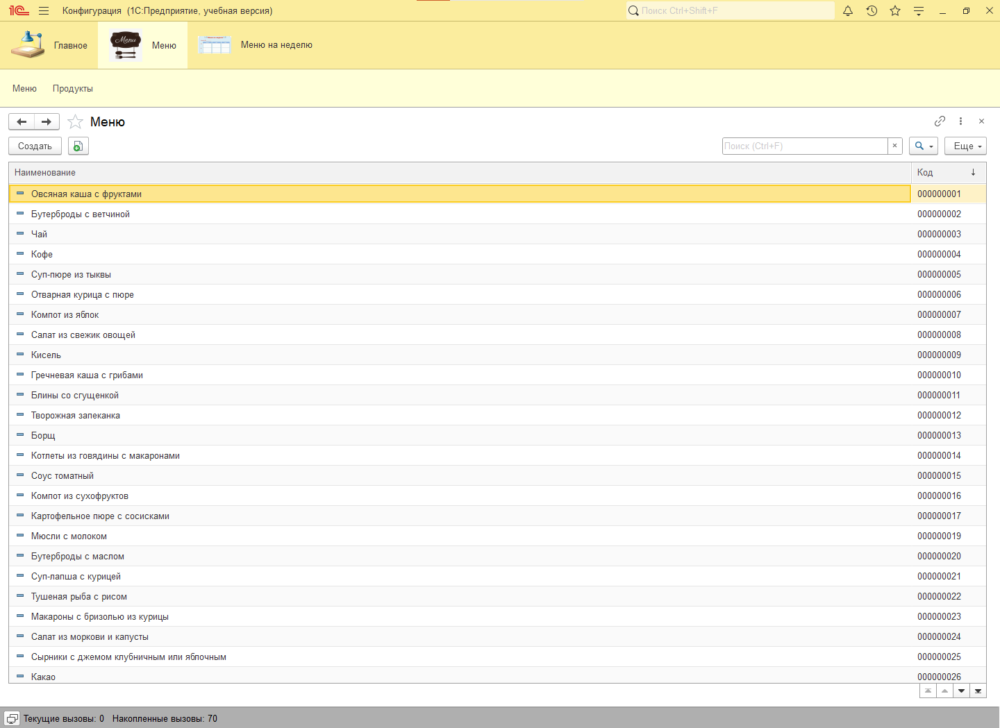 1С Конфигурация (1С:Предприятие, учебная версия) Поиск Ctrl+Shift+F
Главное Menu Меню Меню на неделю
Меню Продукты
Меню
Создать Поиск (Ctrl+F) × Еще
Наименование Код ↓
Овсяная каша с фруктами 000000001
Бутерброды с ветчиной 000000002
Чай 000000003
Кофе 000000004
Суп-пюре из тыквы 000000005
Отварная курица с пюре 000000006
Компот из яблок 000000007
Салат из свежик овощей 000000008
Кисель 000000009
Гречневая каша с грибами 000000010
Блины со сгущенкой 000000011
Творожная запеканка 000000012
Борщ 000000013
Котлеты из говядины с макаронами 000000014
Соус томатный 000000015
Компот из сухофруктов 000000016
Картофельное пюре с сосисками 000000017
Мюсли с молоком 000000019
Бутерброды с маслом 000000020
Суп-лапша с курицей 000000021
Тушеная рыба с рисом 000000022
Макароны с бризолью из курицы 000000023
Салат из моркови и капусты 000000024
Сырники с джемом клубничным или яблочным 000000025
Какао 000000026
Текущие вызовы: 0 Накопленные вызовы: 70